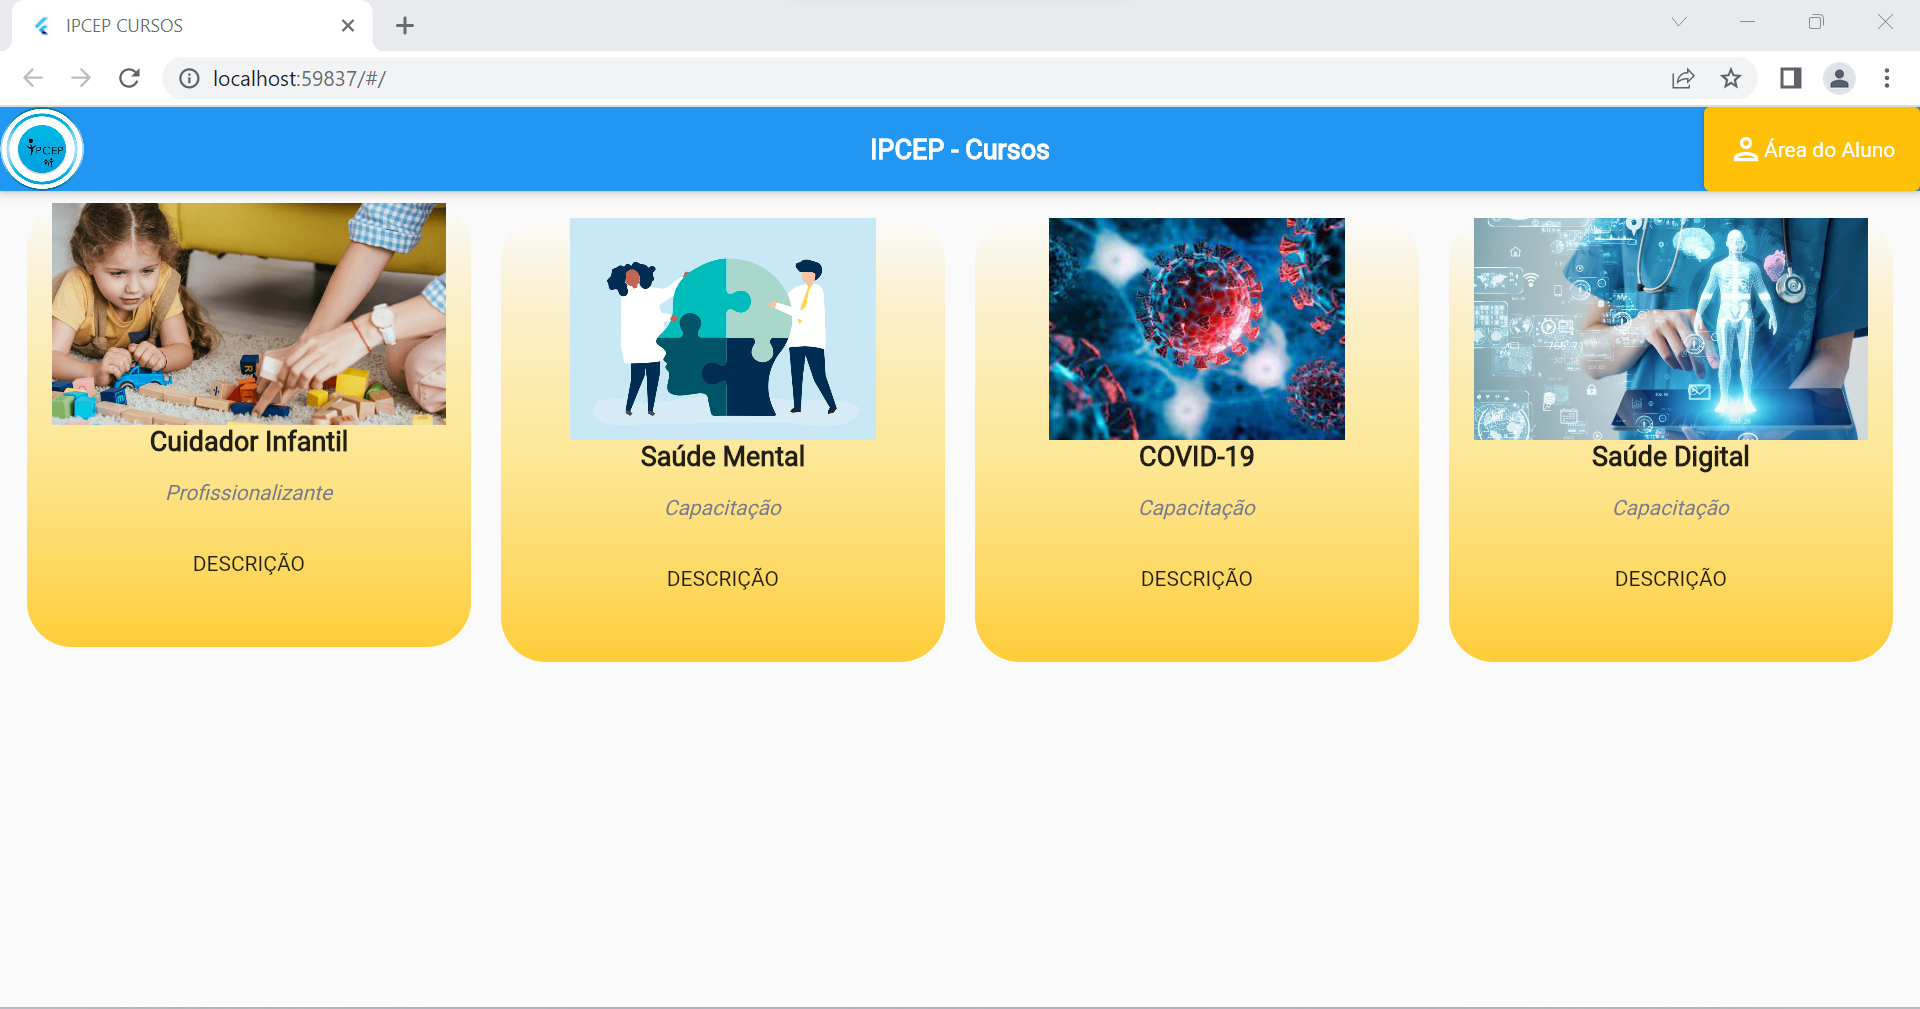 IPCEP CURSOS
localhost:59837/#/
IPCEP
IPCEP - Cursos
Área do Aluno
Cuidador Infantil
Profissionalizante
DESCRIÇÃO
Saúde Mental
Capacitação
DESCRIÇÃO
COVID-19
Capacitação
DESCRIÇÃO
Saúde Digital
Capacitação
DESCRIÇÃO